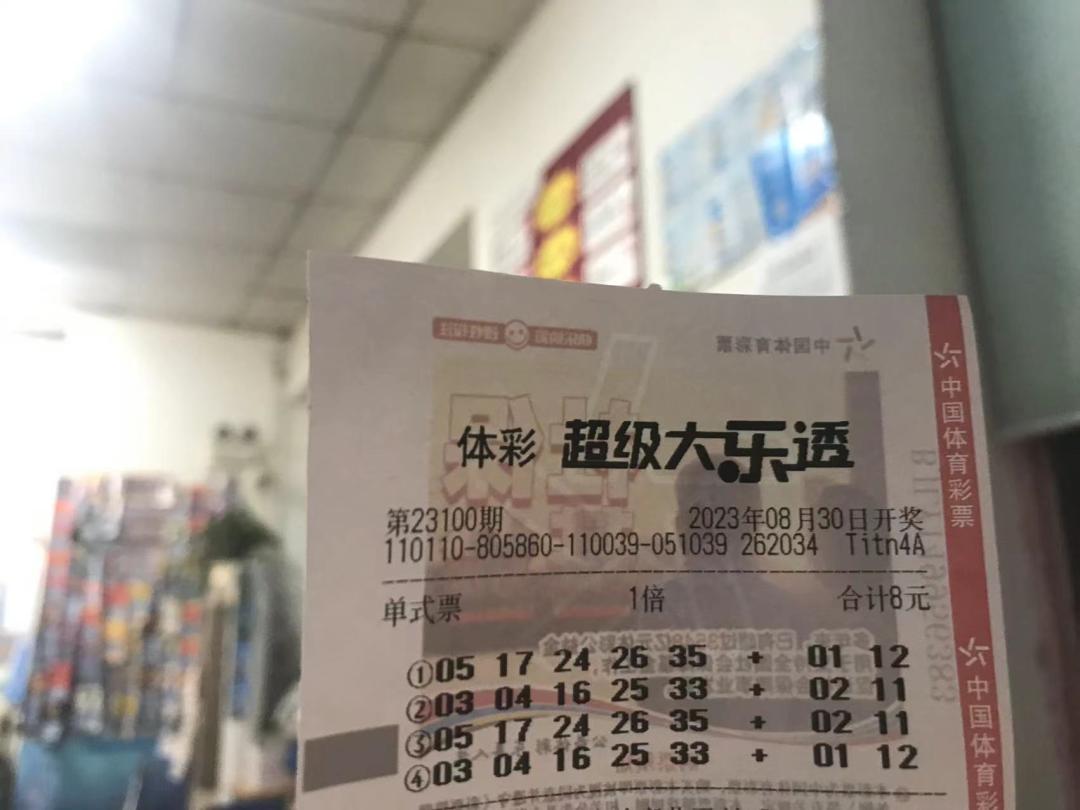 中国体育彩票
体彩 超级大乐透
第23100期 2023年08月30日开奖
110110-805860-110039-051039 262034 Titn4A
单式票 1倍 合计8元
①05 17 24 26 35 + 01 12
②03 04 16 25 33 + 02 11
③05 17 24 26 35 + 02 11
④03 04 16 25 33 + 01 12
中国体育彩票
中国体育彩